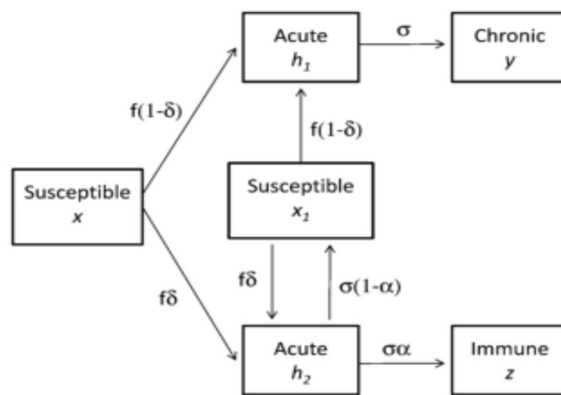 Acute
h₁
σ
Chronic
y
f(1-δ)
f(1-δ)
Susceptible
x
Susceptible
x₁
fδ
fδ
σ(1-α)
Acute
h₂
σα
Immune
z